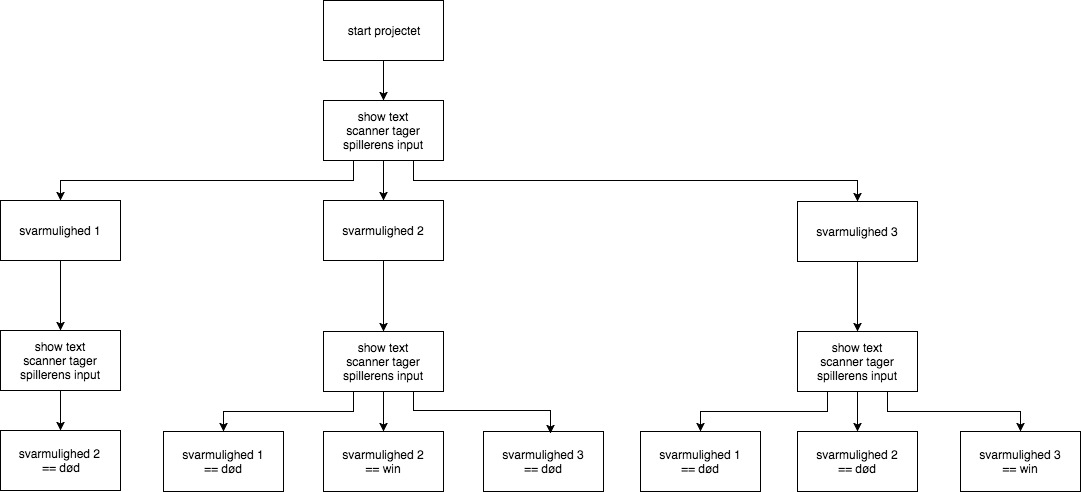 start projectet
show text
scanner tager
spillerens input
svarmulighed 1
svarmulighed 2
svarmulighed 3
show text
scanner tager
spillerens input
show text
scanner tager
spillerens input
show text
scanner tager
spillerens input
svarmulighed 2
== død
svarmulighed 1
== død
svarmulighed 2
== win
svarmulighed 3
== død
svarmulighed 1
== død
svarmulighed 2
== død
svarmulighed 3
== win